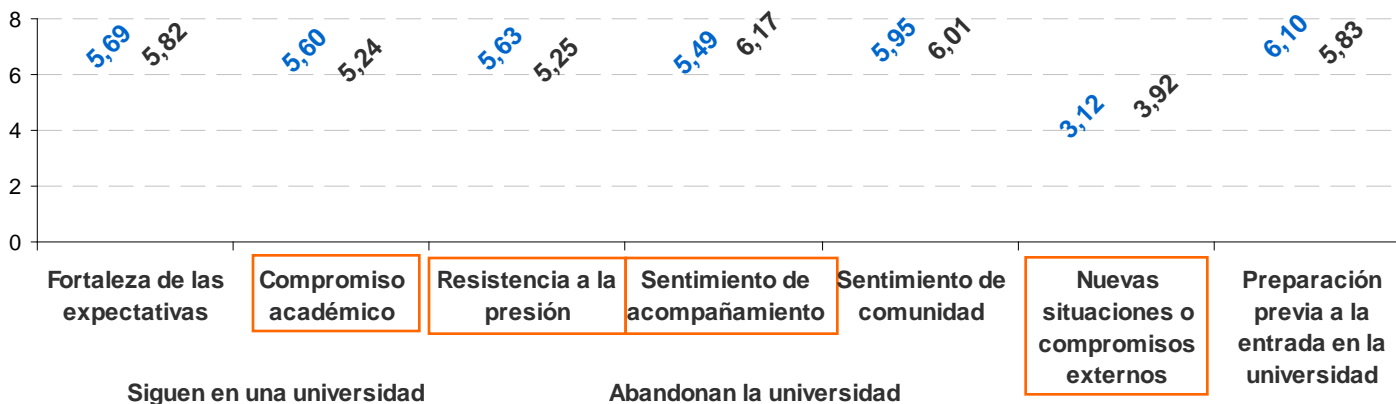 8
5,69 5,82 5,60 5,24 5,63 5,25 5,49 6,17 5,95 6,01 3,12 3,92 6,10 5,83
6
4
2
0
Fortaleza de las
expectativas
Compromiso
académico
Resistencia a la
presión
Sentimiento de
acompañamiento
Sentimiento de
comunidad
Nuevas
situaciones o
compromisos
externos
Preparación
previa a la
entrada en la
universidad
Siguen en una universidad
Abandonan la universidad